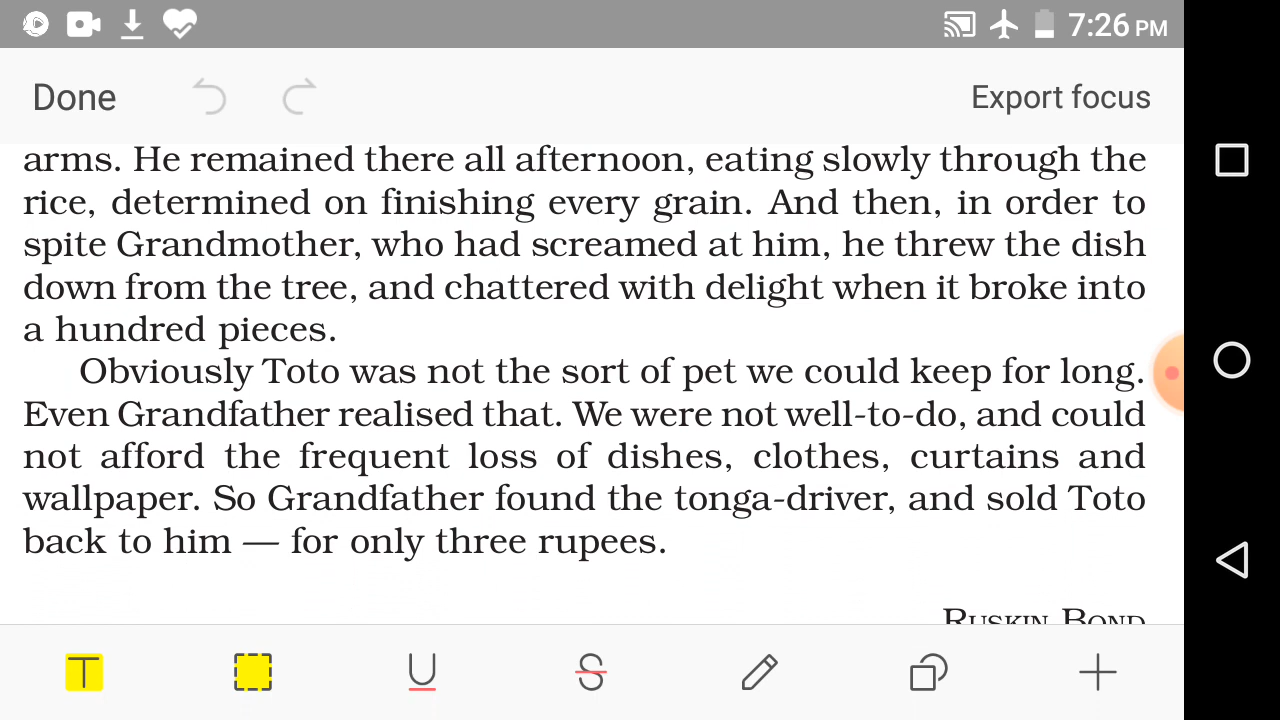 7:26 PM
Done
Export focus
arms. He remained there all afternoon, eating slowly through the
rice, determined on finishing every grain. And then, in order to
spite Grandmother, who had screamed at him, he threw the dish
down from the tree, and chattered with delight when it broke into
a hundred pieces.
Obviously Toto was not the sort of pet we could keep for long.
Even Grandfather realised that. We were not well-to-do, and could
not afford the frequent loss of dishes, clothes, curtains and
wallpaper. So Grandfather found the tonga-driver, and sold Toto
back to him — for only three rupees.
RUSKIN BOND
T U S